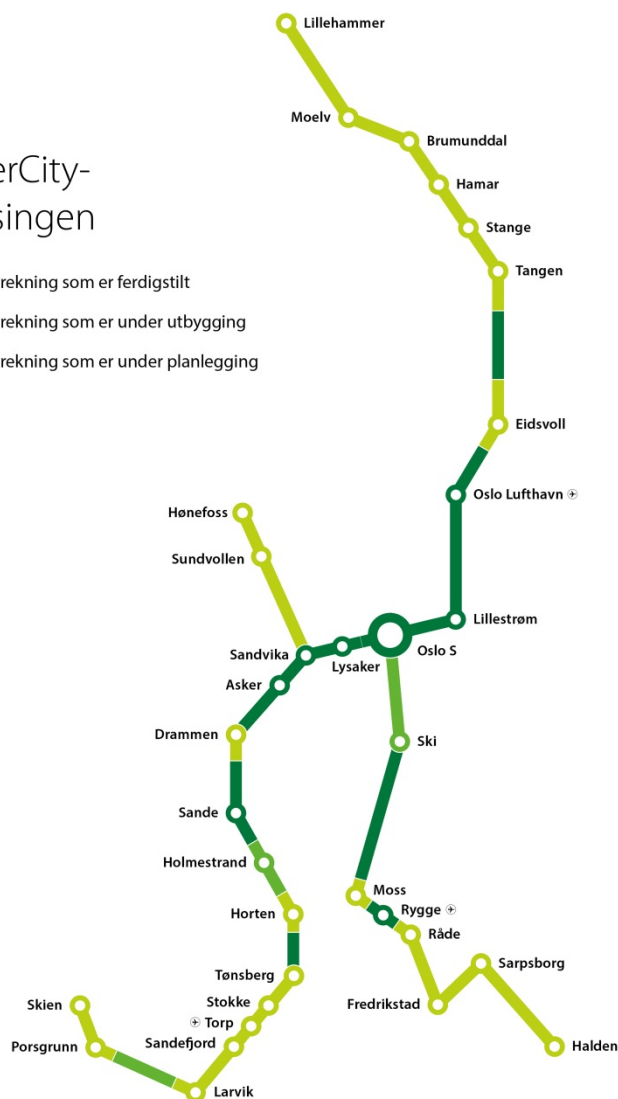 Lillehammer
Moelv
Brumunddal
erCity-
Hamar
singen
Stange
Tangen
rekning som er ferdigstilt
rekning som er under utbygging
rekning som er under planlegging
Eidsvoll
Oslo Lufthavn
Hønefoss
Sundvollen
Lillestrøm
Sandvika
Oslo S
Lysaker
Asker
Drammen
Ski
Sande
Holmestrand
Moss
Rygge
Horten
Råde
Sarpsborg
Tønsberg
Stokke
Skien
Fredrikstad
Torp
Sandefjord
Porsgrunn
Halden
Larvik